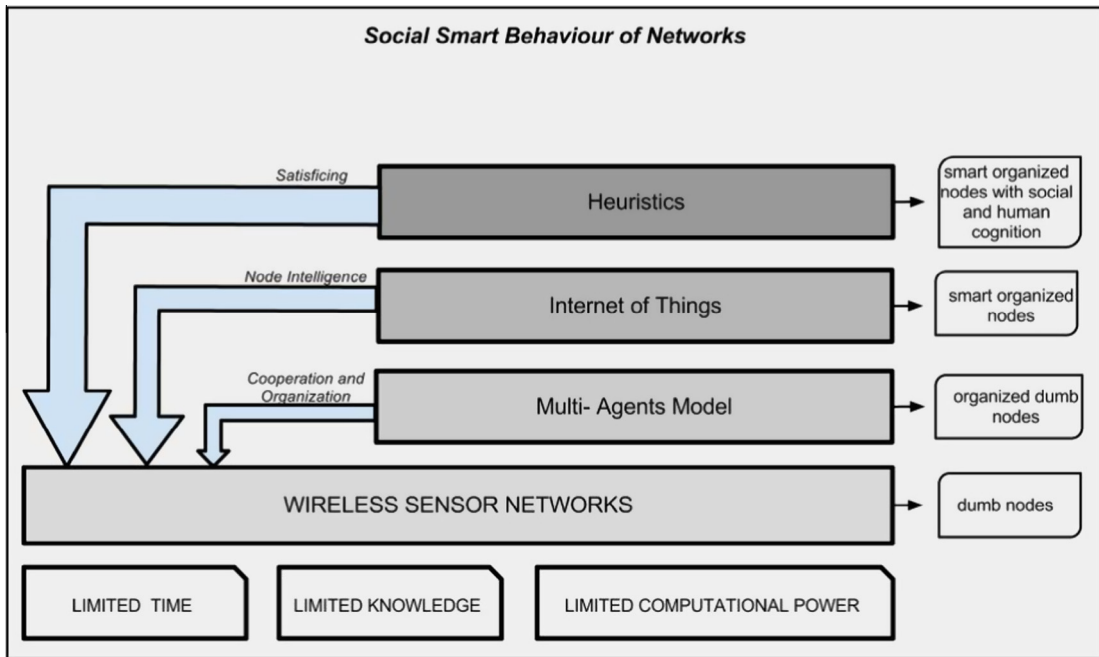 Social Smart Behaviour of Networks
Satisficing
Heuristics
smart organized
nodes with social
and human
cognition
Node Intelligence
Internet of Things
smart organized
nodes
Cooperation and
Organization
Multi- Agents Model
organized dumb
nodes
WIRELESS SENSOR NETWORKS
dumb nodes
LIMITED TIME
LIMITED KNOWLEDGE
LIMITED COMPUTATIONAL POWER